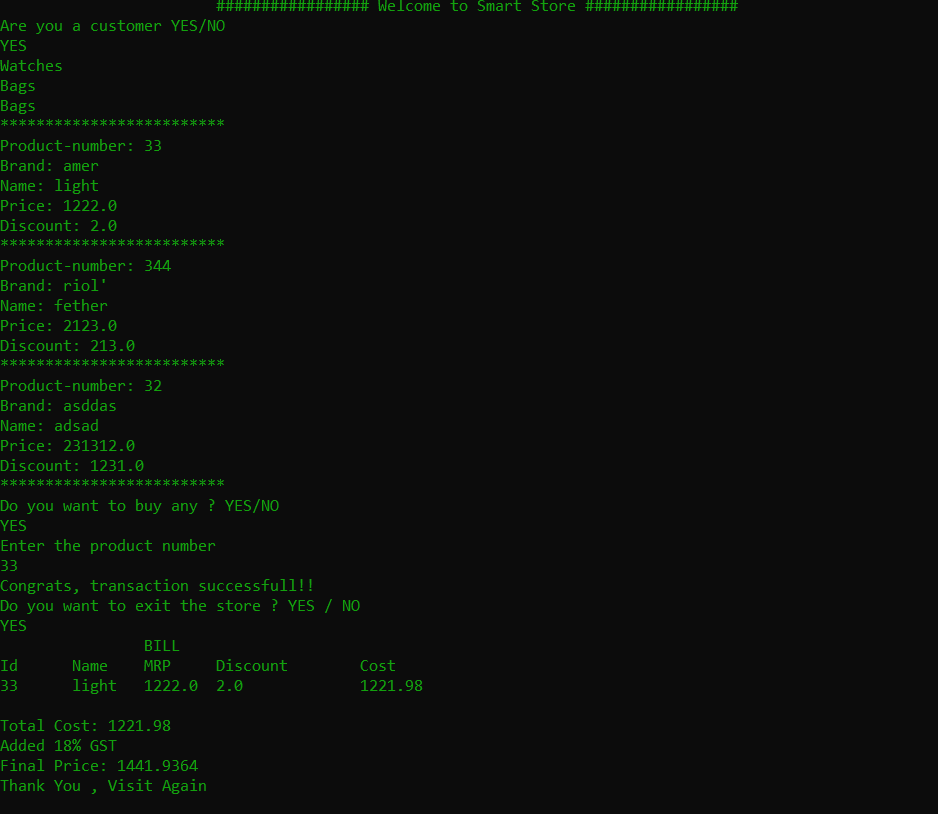 ################# Welcome to Smart Store #################
Are you a customer YES/NO
YES
Watches
Bags
Bags
*************************
Product-number: 33
Brand: amer
Name: light
Price: 1222.0
Discount: 2.0
*************************
Product-number: 344
Brand: riol'
Name: fether
Price: 2123.0
Discount: 213.0
*************************
Product-number: 32
Brand: asddas
Name: adsad
Price: 231312.0
Discount: 1231.0
*************************
Do you want to buy any ? YES/NO
YES
Enter the product number
33
Congrats, transaction successfull!!
Do you want to exit the store ? YES / NO
YES
BILL
Id Name MRP Discount Cost
33 light 1222.0 2.0 1221.98
Total Cost: 1221.98
Added 18% GST
Final Price: 1441.9364
Thank You , Visit Again